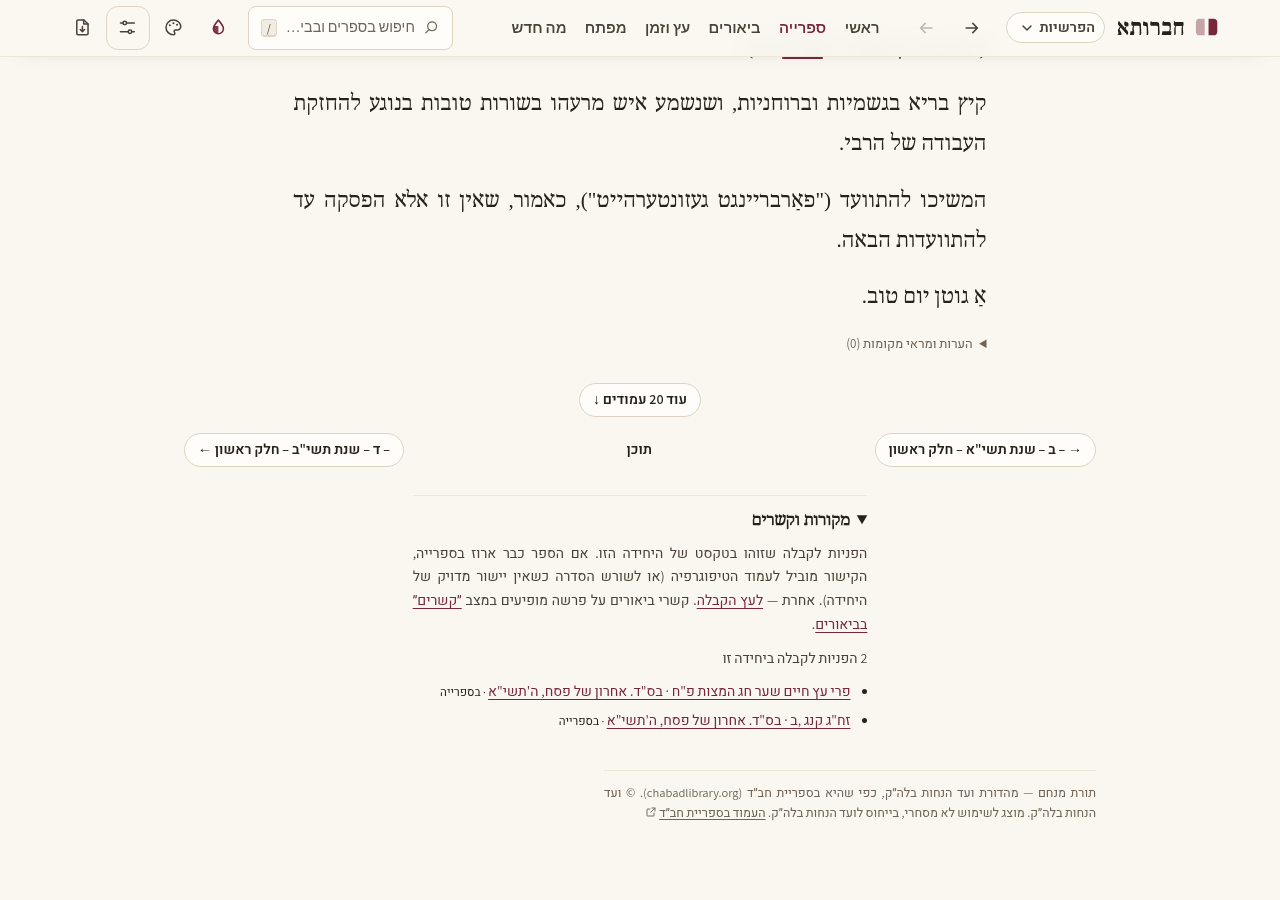 חברותא
הפרשיות
ראשי
ספרייה
ביאורים
עץ וזמן
מפתח
מה חדש
חיפוש בספרים ובבי... /
קיץ בריא בגשמיות וברוחניות, ושנשמע איש מרעהו בשורות טובות בנוגע להחזקת
העבודה של הרבי.
המשיכו להתוועד ("פאַרבריינגט געזונטערהייט"), כאמור, שאין זו אלא הפסקה עד
להתוועדות הבאה.
אַ גוטן יום טוב.
◀ הערות ומראי מקומות (0)
עוד 20 עמודים ↓
→ – ב – שנת תשי"א – חלק ראשון
תוכן
– ד – שנת תשי"ב – חלק ראשון ←
▼ מקורות וקשרים
הפניות לקבלה שזוהו בטקסט של היחידה הזו. אם הספר כבר ארוז בספרייה,
הקישור מוביל לעמוד הטיפוגרפיה (או לשורש הסדרה כשאין יישור מדויק של
היחידה). אחרת — לעץ הקבלה. קשרי ביאורים על פרשה מופיעים במצב ״קשרים״
בביאורים.
2 הפניות לקבלה ביחידה זו
• פרי עץ חיים שער חג המצות פ"ח · בס"ד. אחרון של פסח, ה'תשי"א · בספרייה
• זח"ג קנג ,ב · בס"ד. אחרון של פסח, ה'תשי"א · בספרייה
תורת מנחם — מהדורת ועד הנחות בלה״ק, כפי שהיא בספריית חב״ד (chabadlibrary.org). © ועד
הנחות בלה״ק. מוצג לשימוש לא מסחרי, בייחוס לועד הנחות בלה״ק. העמוד בספריית חב״ד